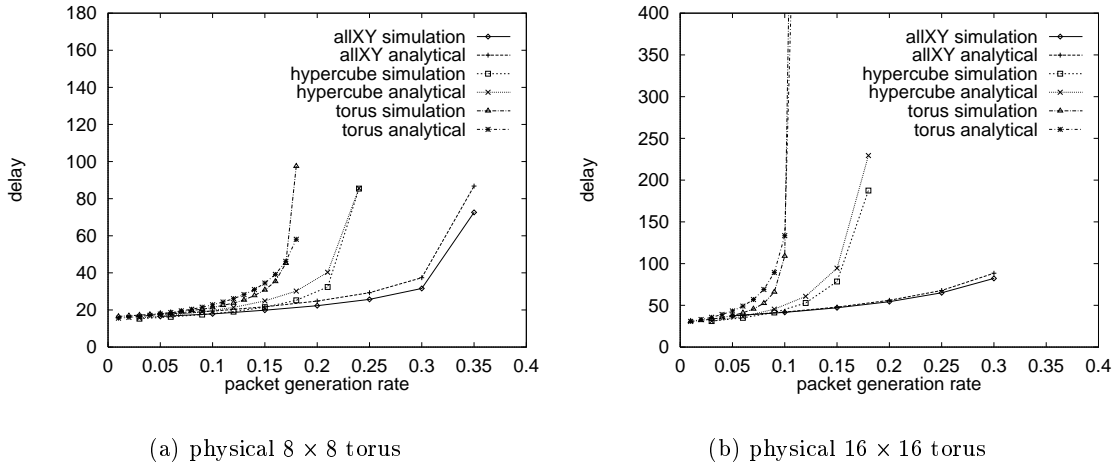 180
160
140
120
100
80
60
40
20
0
delay
allXY simulation
allXY analytical
hypercube simulation
hypercube analytical
torus simulation
torus analytical
0 0.05 0.1 0.15 0.2 0.25 0.3 0.35 0.4
packet generation rate
(a) physical 8 × 8 torus
400
350
300
250
200
150
100
50
0
delay
allXY simulation
allXY analytical
hypercube simulation
hypercube analytical
torus simulation
torus analytical
0 0.05 0.1 0.15 0.2 0.25 0.3 0.35 0.4
packet generation rate
(b) physical 16 × 16 torus